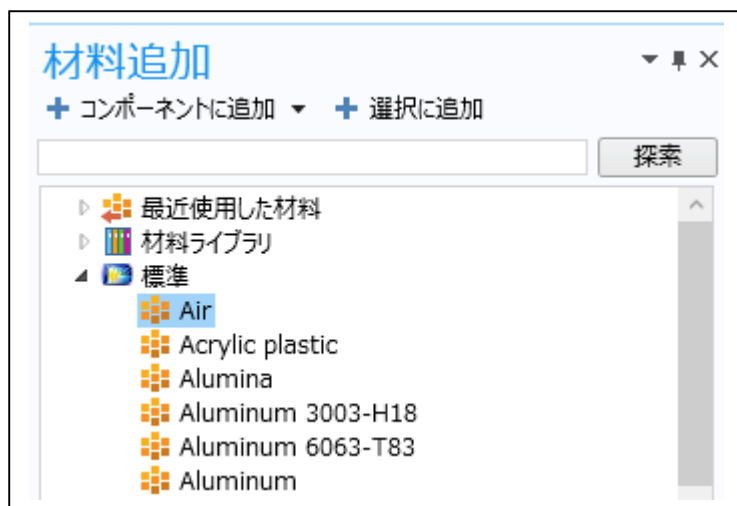 材料追加
コンポーネントに追加 選択に追加
探索
最近使用した材料
材料ライブラリ
標準
Air
Acrylic plastic
Alumina
Aluminum 3003-H18
Aluminum 6063-T83
Aluminum